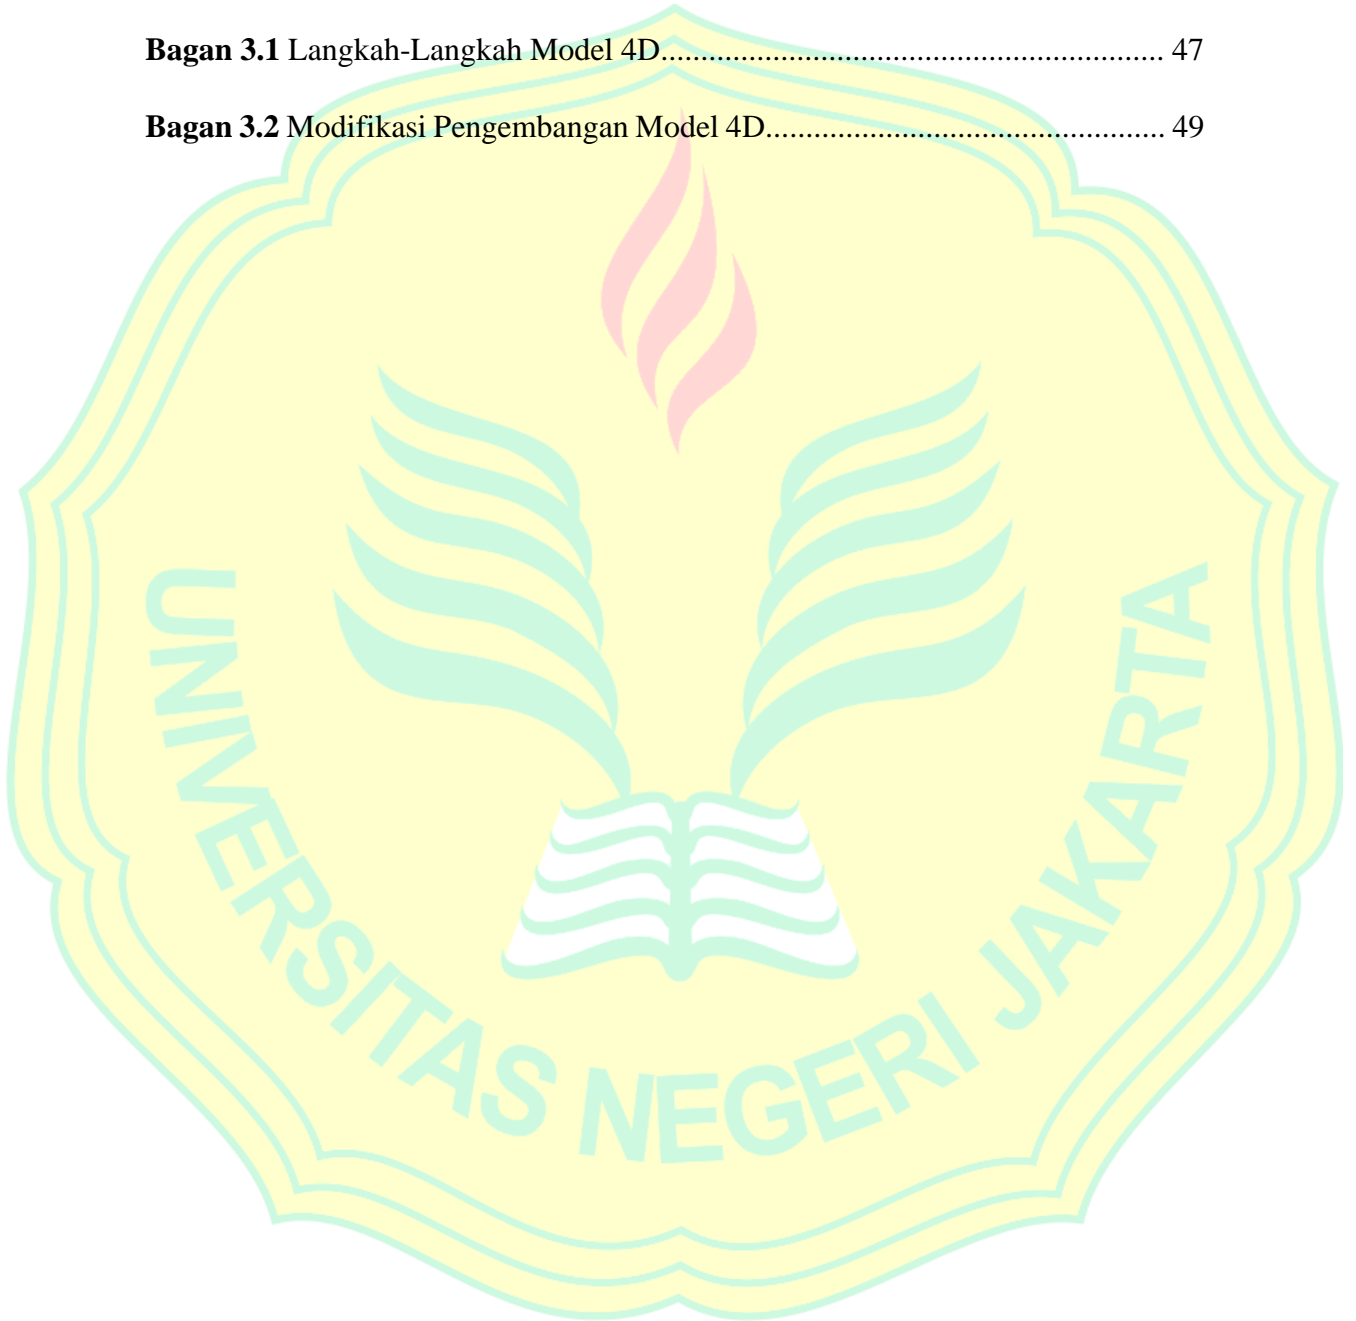 Bagan 3.1 Langkah-Langkah Model 4D.............................................................. 47
Bagan 3.2 Modifikasi Pengembangan Model 4D................................................. 49
UNIVERSITAS NEGERI JAKARTA